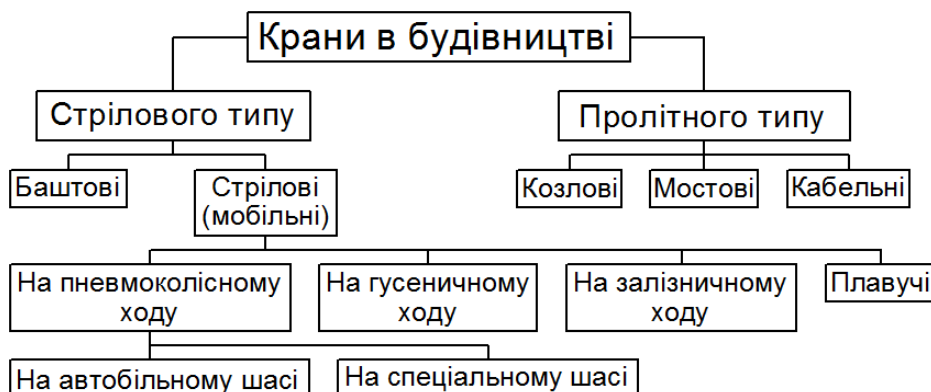 Крани в будівництві
Стрілового типу
Пролітного типу
Баштові
Стрілові
(мобільні)
Козлові
Мостові
Кабельні
На пневмоколісному
ходу
На гусеничному
ходу
На залізничному
ходу
Плавучі
На автобільному шасі
На спеціальному шасі